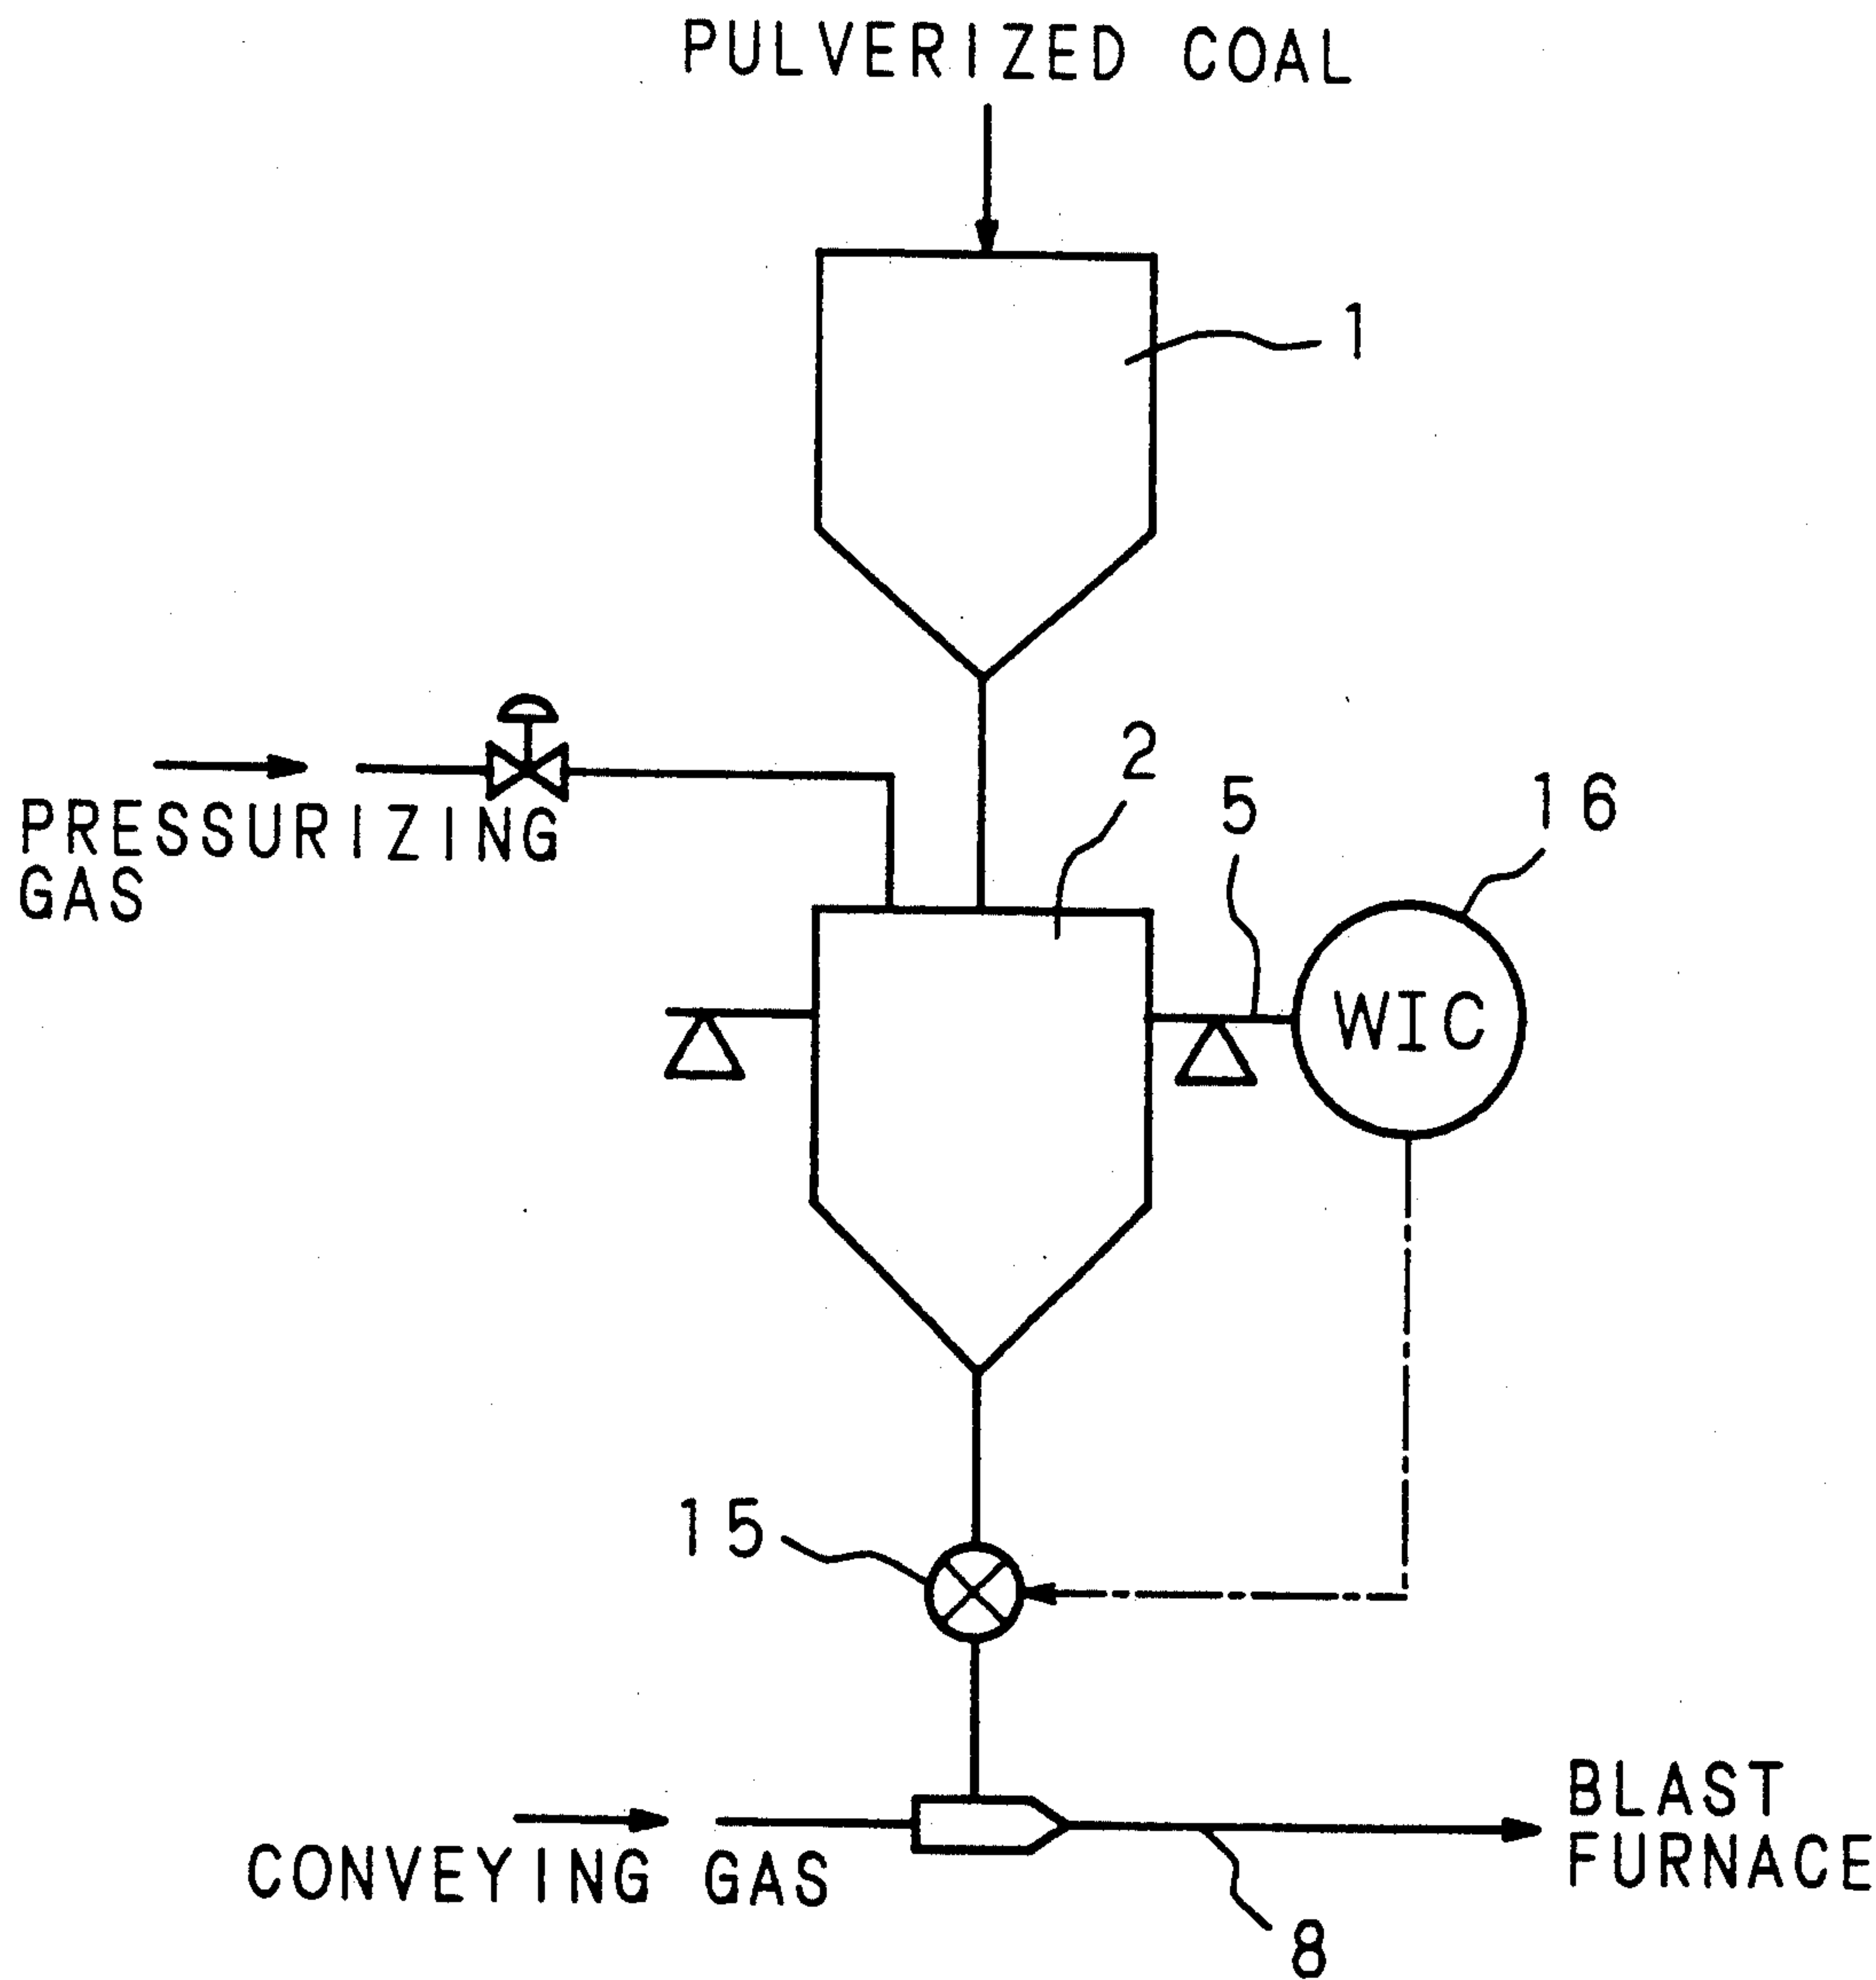 PULVERIZED COAL
1
2
5
16
PRESSURIZING
GAS
WIC
15
BLAST
FURNACE
CONVEYING GAS
8